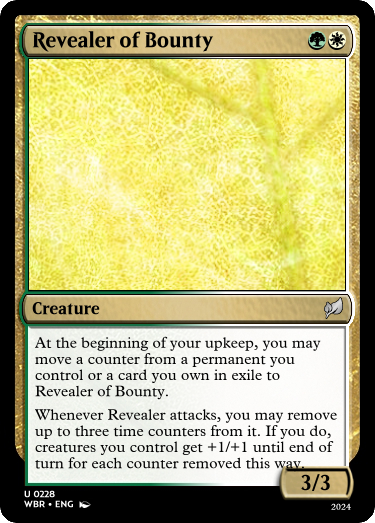 Revealer of Bounty
Creature
At the beginning of your upkeep, you may
move a counter from a permanent you
control or a card you own in exile to
Revealer of Bounty.
Whenever Revealer attacks, you may remove
up to three time counters from it. If you do,
creatures you control get +1/+1 until end of
turn for each counter removed this way.
3/3
U 0228
WBR • ENG
2024